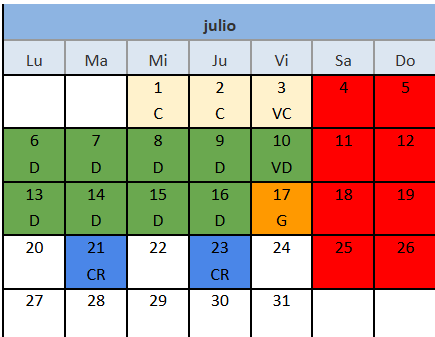 julio
Lu Ma Mi Ju Vi Sa Do
1 2 3 4 5
C C VC
6 7 8 9 10 11 12
D D D D VD
13 14 15 16 17 18 19
D D D D G
20 21 22 23 24 25 26
CR CR
27 28 29 30 31